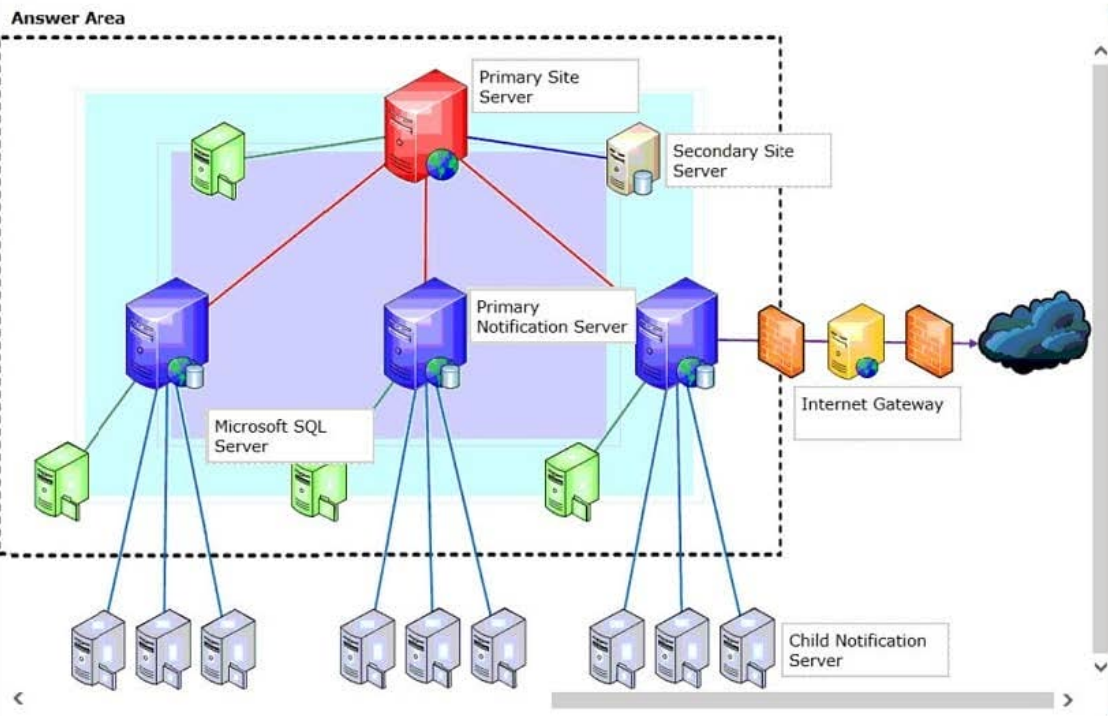 Answer Area
Primary Site
Server
Secondary Site
Server
Primary
Notification Server
Internet Gateway
Microsoft SQL
Server
Child Notification
Server